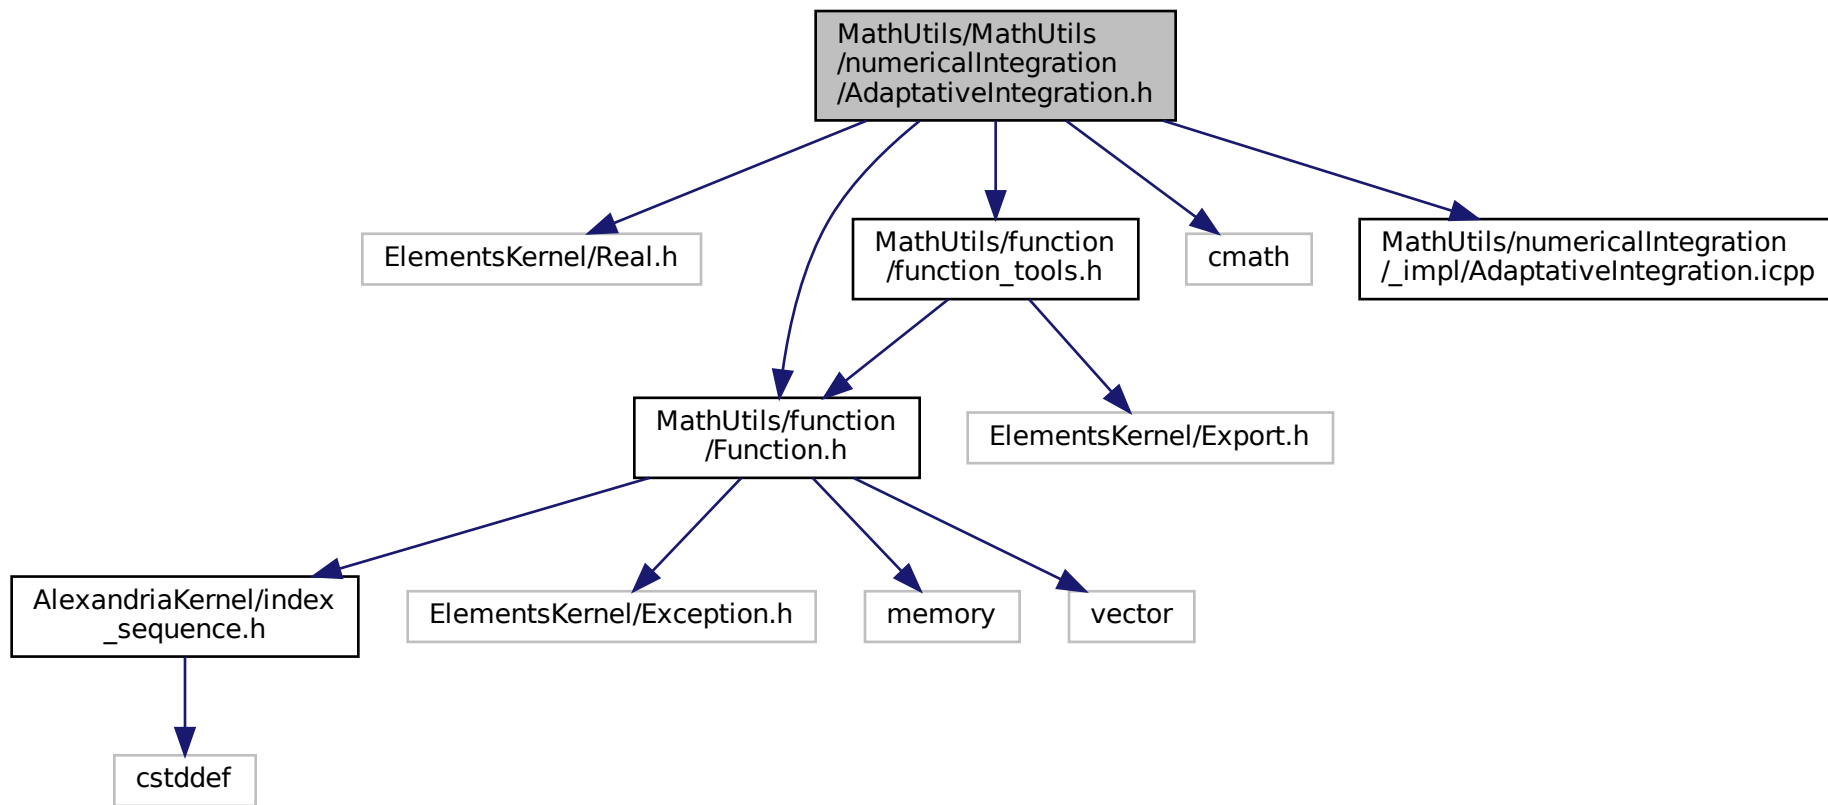 MathUtils/MathUtils
/numericalIntegration
/AdaptativeIntegration.h
ElementsKernel/Real.h
MathUtils/function
/function_tools.h
cmath
MathUtils/numericalIntegration
/_impl/AdaptativeIntegration.icpp
MathUtils/function
/Function.h
ElementsKernel/Export.h
AlexandriaKernel/index
_sequence.h
ElementsKernel/Exception.h
memory
vector
cstddef